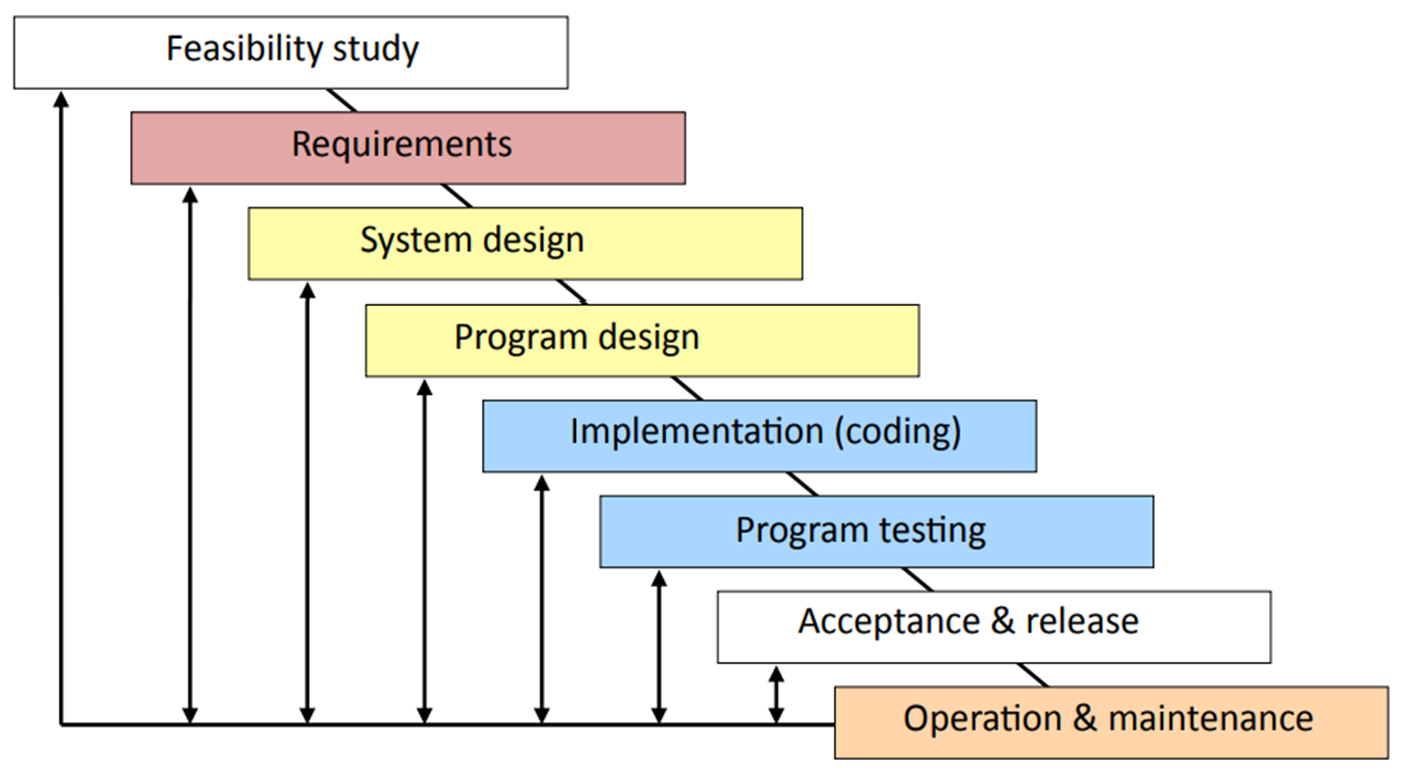 Feasibility study
Requirements
System design
Program design
Implementation (coding)
Program testing
Acceptance & release
Operation & maintenance